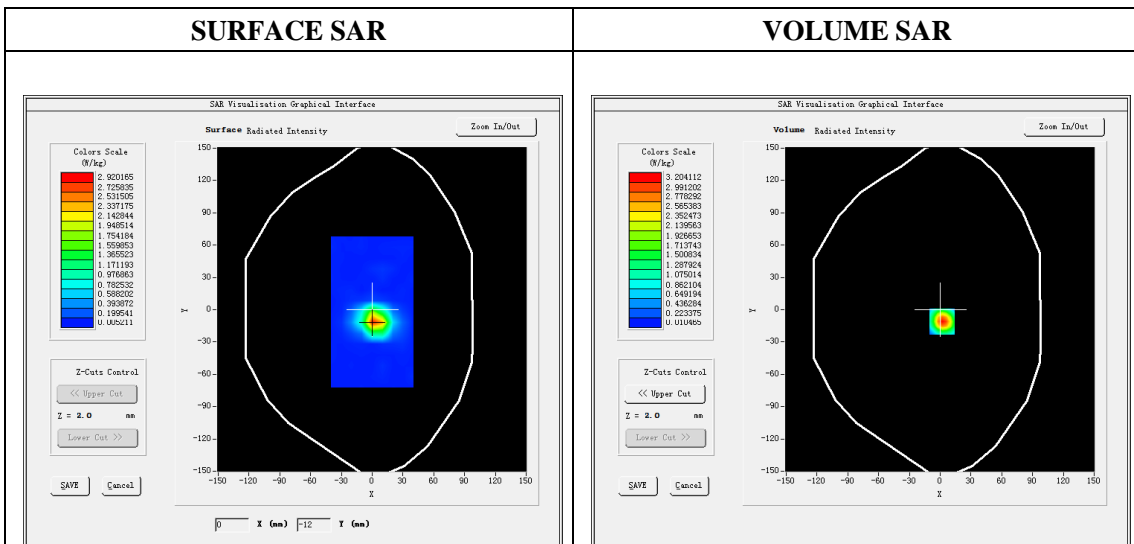 SURFACE SAR
VOLUME SAR
SAR Visualisation Graphical Interface
Surface Radiated Intensity
Zoom In/Out
Colors Scale
(W/kg)
2.920165
2.725835
2.531505
2.337175
2.142844
1.948514
1.754184
1.559853
1.365523
1.171193
0.976863
0.782532
0.588202
0.393872
0.199541
0.005211
Z-Cuts Control
<< Upper Cut
Z = 2.0 mm
Lower Cut >>
SAVE
Cancel
150
120
90
60
30
0
-30
-60
-90
-120
-150
Y
-150 -120 -90 -60 -30 0 30 60 90 120 150
X
0 X (mm) -12 Y (mm)
SAR Visualisation Graphical Interface
Volume Radiated Intensity
Zoom In/Out
Colors Scale
(W/kg)
3.204112
2.991202
2.778292
2.565383
2.352473
2.139563
1.926653
1.713743
1.500834
1.287924
1.075014
0.862104
0.649194
0.436284
0.223375
0.010465
Z-Cuts Control
<< Upper Cut
Z = 2.0 mm
Lower Cut >>
SAVE
Cancel
150
120
90
60
30
0
-30
-60
-90
-120
-150
Y
-150 -120 -90 -60 -30 0 30 60 90 120 150
X